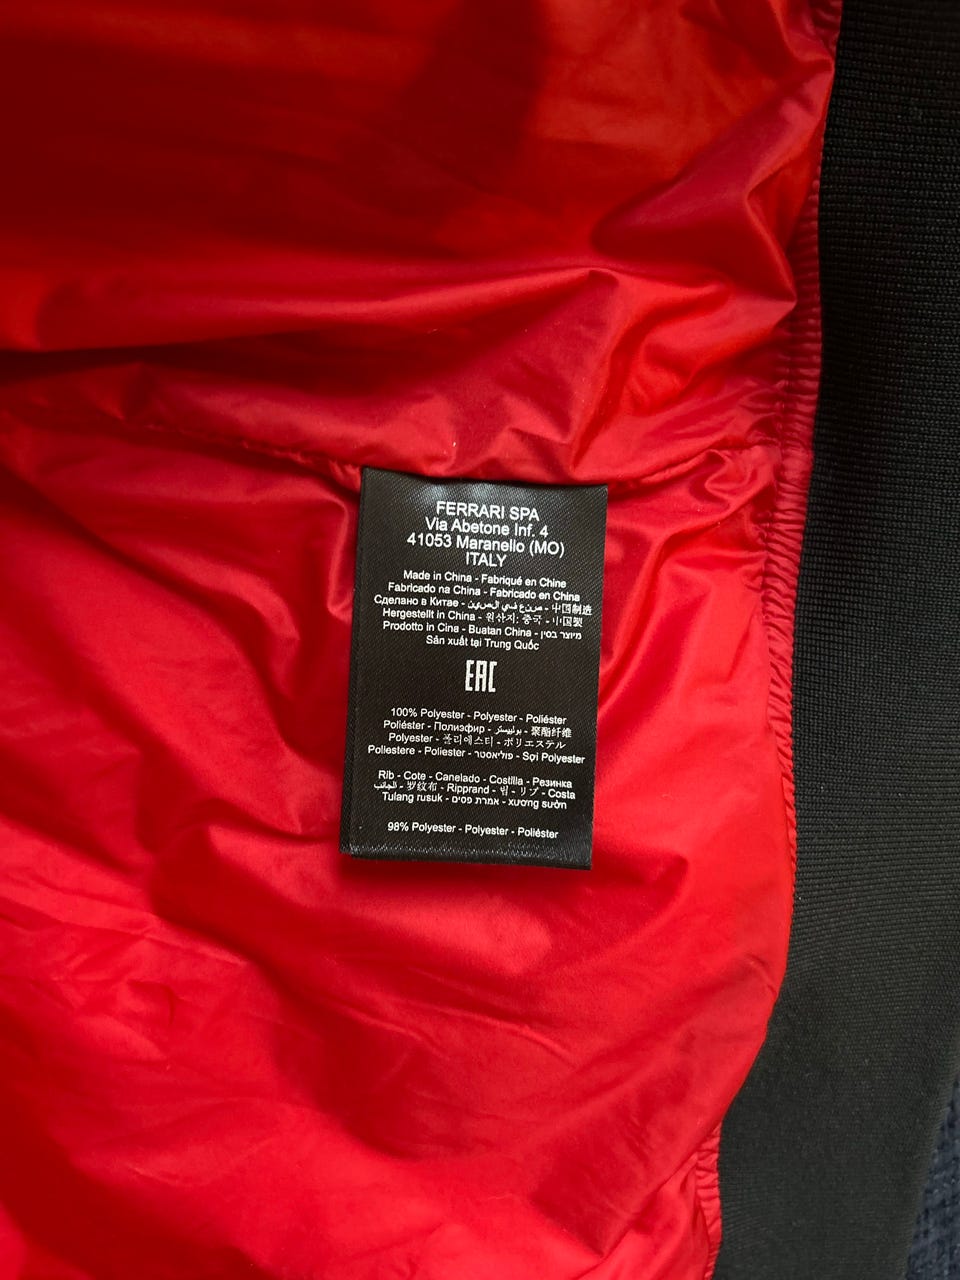 FERRARI SPA
Via Abetone Inf. 4
41053 Maranello (MO)
ITALY
Made in China - Fabriqué en Chine
Fabricado na China - Fabricado en China
Сделано в Китае - صنع في الصين - 中国制造
Hergestellt in China - 원산지: 중국 - 中国製
Prodotto in Cina - Buatan China - מיוצר בסין
Sản xuất tại Trung Quốc
EAC
100% Polyester - Polyester - Poliéster
Poliéster - Полиэфир - بوليستر - 聚酯纤维
Polyester - 폴리에스터 - ポリエステル
Poliestere - Poliester - פוליאסטר - Sợi Polyester
Rib - Cote - Canelado - Costilla - Резинка
- 罗纹布 - Ripprand - 립 - リブ - Costa
Tulang rusuk - אמרת פסים - xương sườn
98% Polyester - Polyester - Poliéster